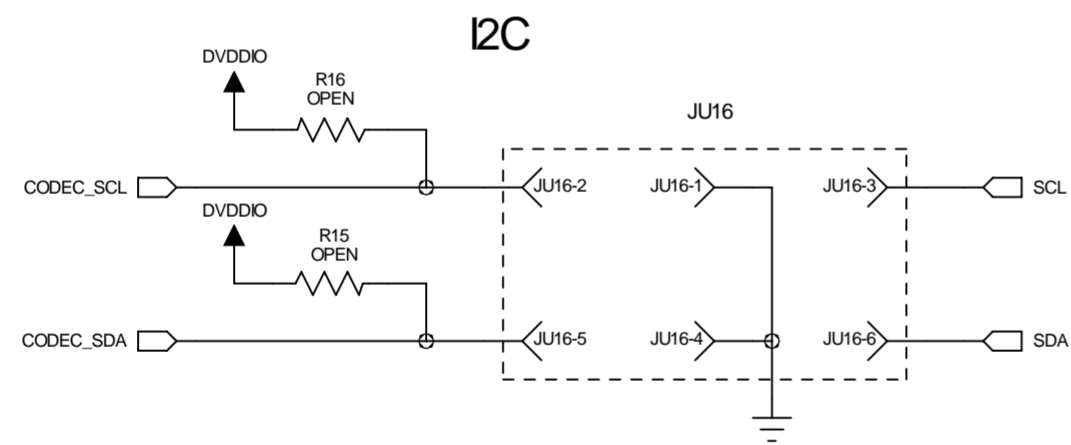 I2C
DVDDIO
R16
OPEN
JU16
CODEC_SCL
JU16-2
JU16-1
JU16-3
SCL
DVDDIO
R15
OPEN
CODEC_SDA
JU16-5
JU16-4
JU16-6
SDA